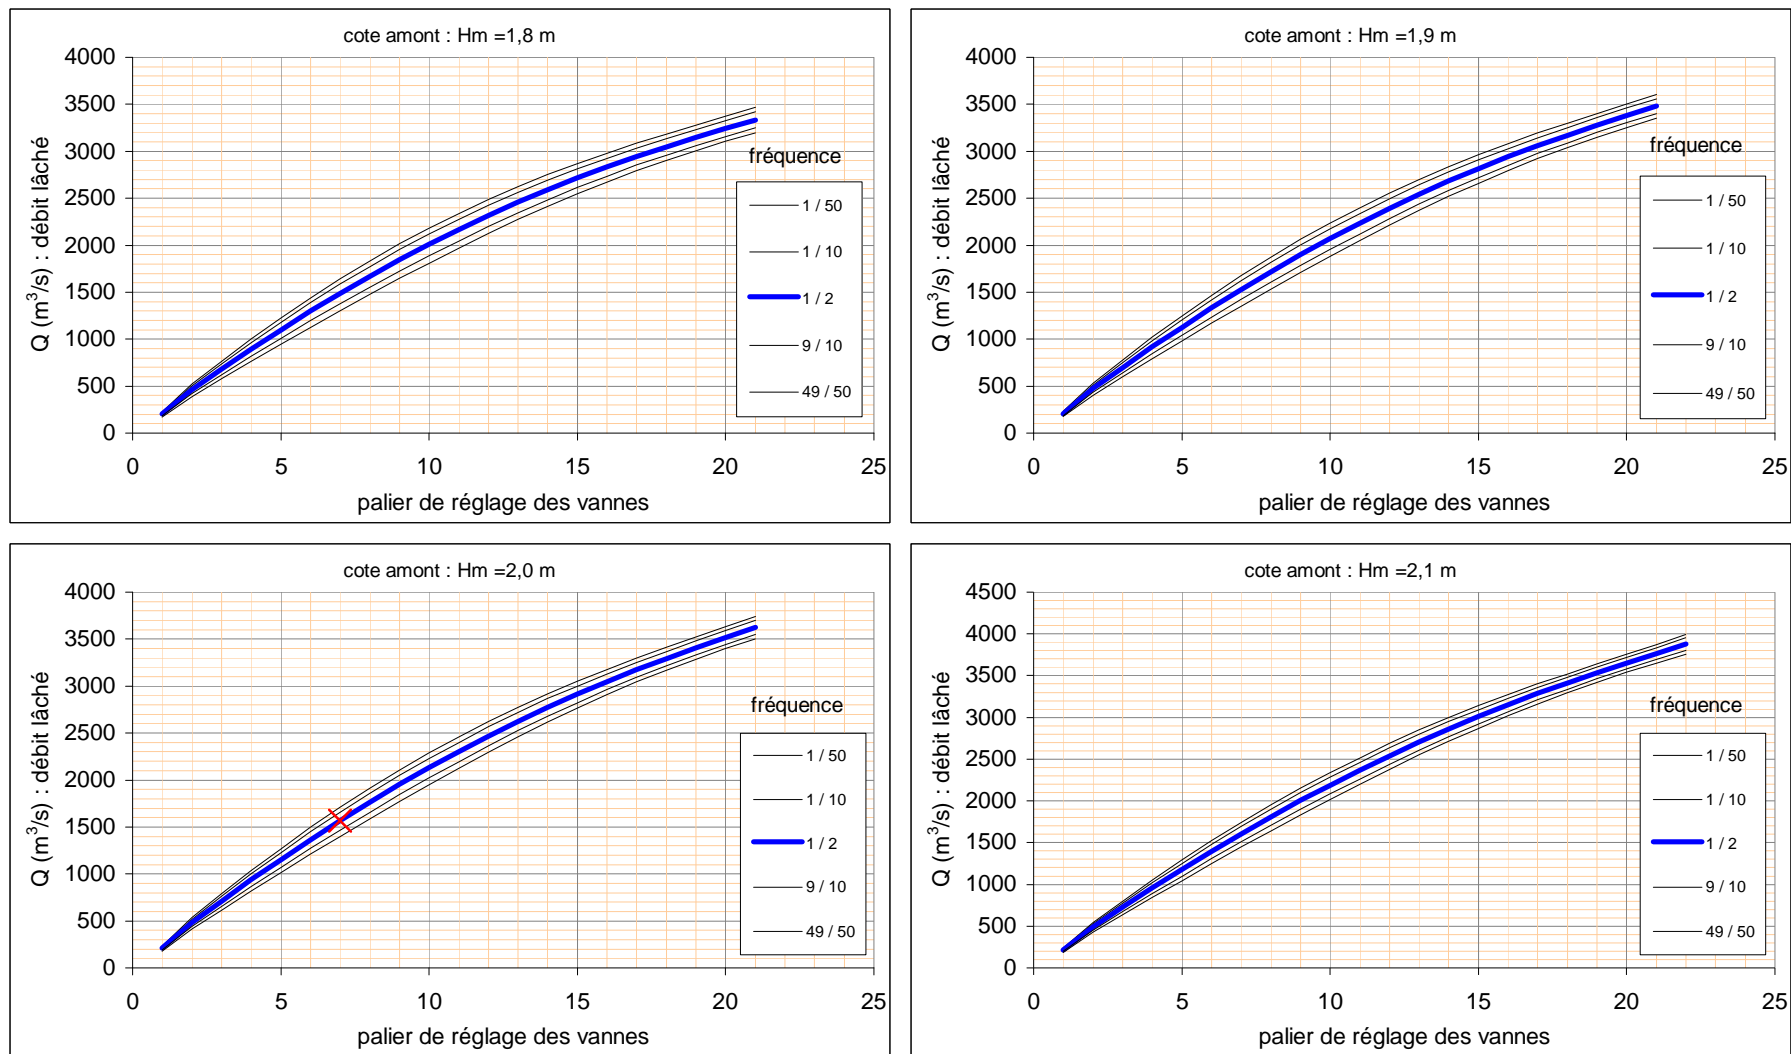 cote amont : Hm =1,8 m
4000
3500
3000
2500
2000
1500
1000
500
0
Q (m³/s) : débit lâché
0 5 10 15 20 25
palier de réglage des vannes
fréquence
1 / 50
1 / 10
1 / 2
9 / 10
49 / 50
cote amont : Hm =1,9 m
4000
3500
3000
2500
2000
1500
1000
500
0
Q (m³/s) : débit lâché
0 5 10 15 20 25
palier de réglage des vannes
fréquence
1 / 50
1 / 10
1 / 2
9 / 10
49 / 50
cote amont : Hm =2,0 m
4000
3500
3000
2500
2000
1500
1000
500
0
Q (m³/s) : débit lâché
0 5 10 15 20 25
palier de réglage des vannes
fréquence
1 / 50
1 / 10
1 / 2
9 / 10
49 / 50
cote amont : Hm =2,1 m
4500
4000
3500
3000
2500
2000
1500
1000
500
0
Q (m³/s) : débit lâché
0 5 10 15 20 25
palier de réglage des vannes
fréquence
1 / 50
1 / 10
1 / 2
9 / 10
49 / 50